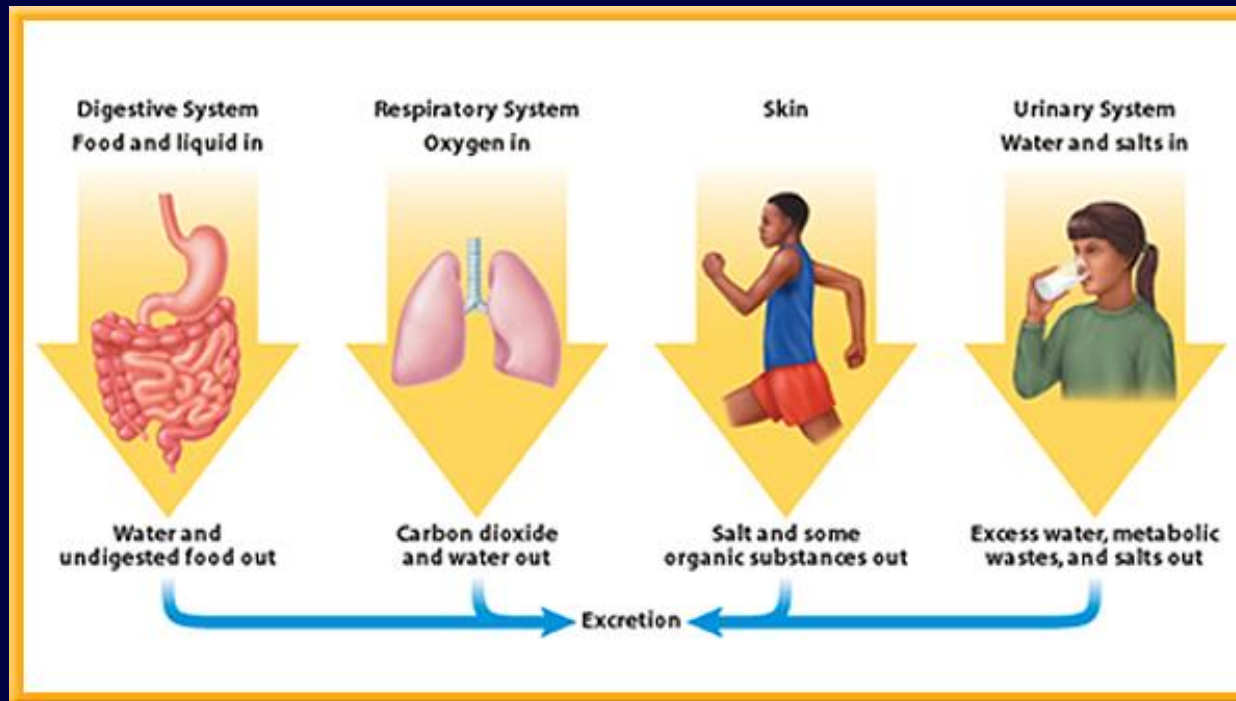 Digestive System
Food and liquid in
Respiratory System
Oxygen in
Skin
Urinary System
Water and salts in
Water and
undigested food out
Carbon dioxide
and water out
Salt and some
organic substances out
Excess water, metabolic
wastes, and salts out
Excretion